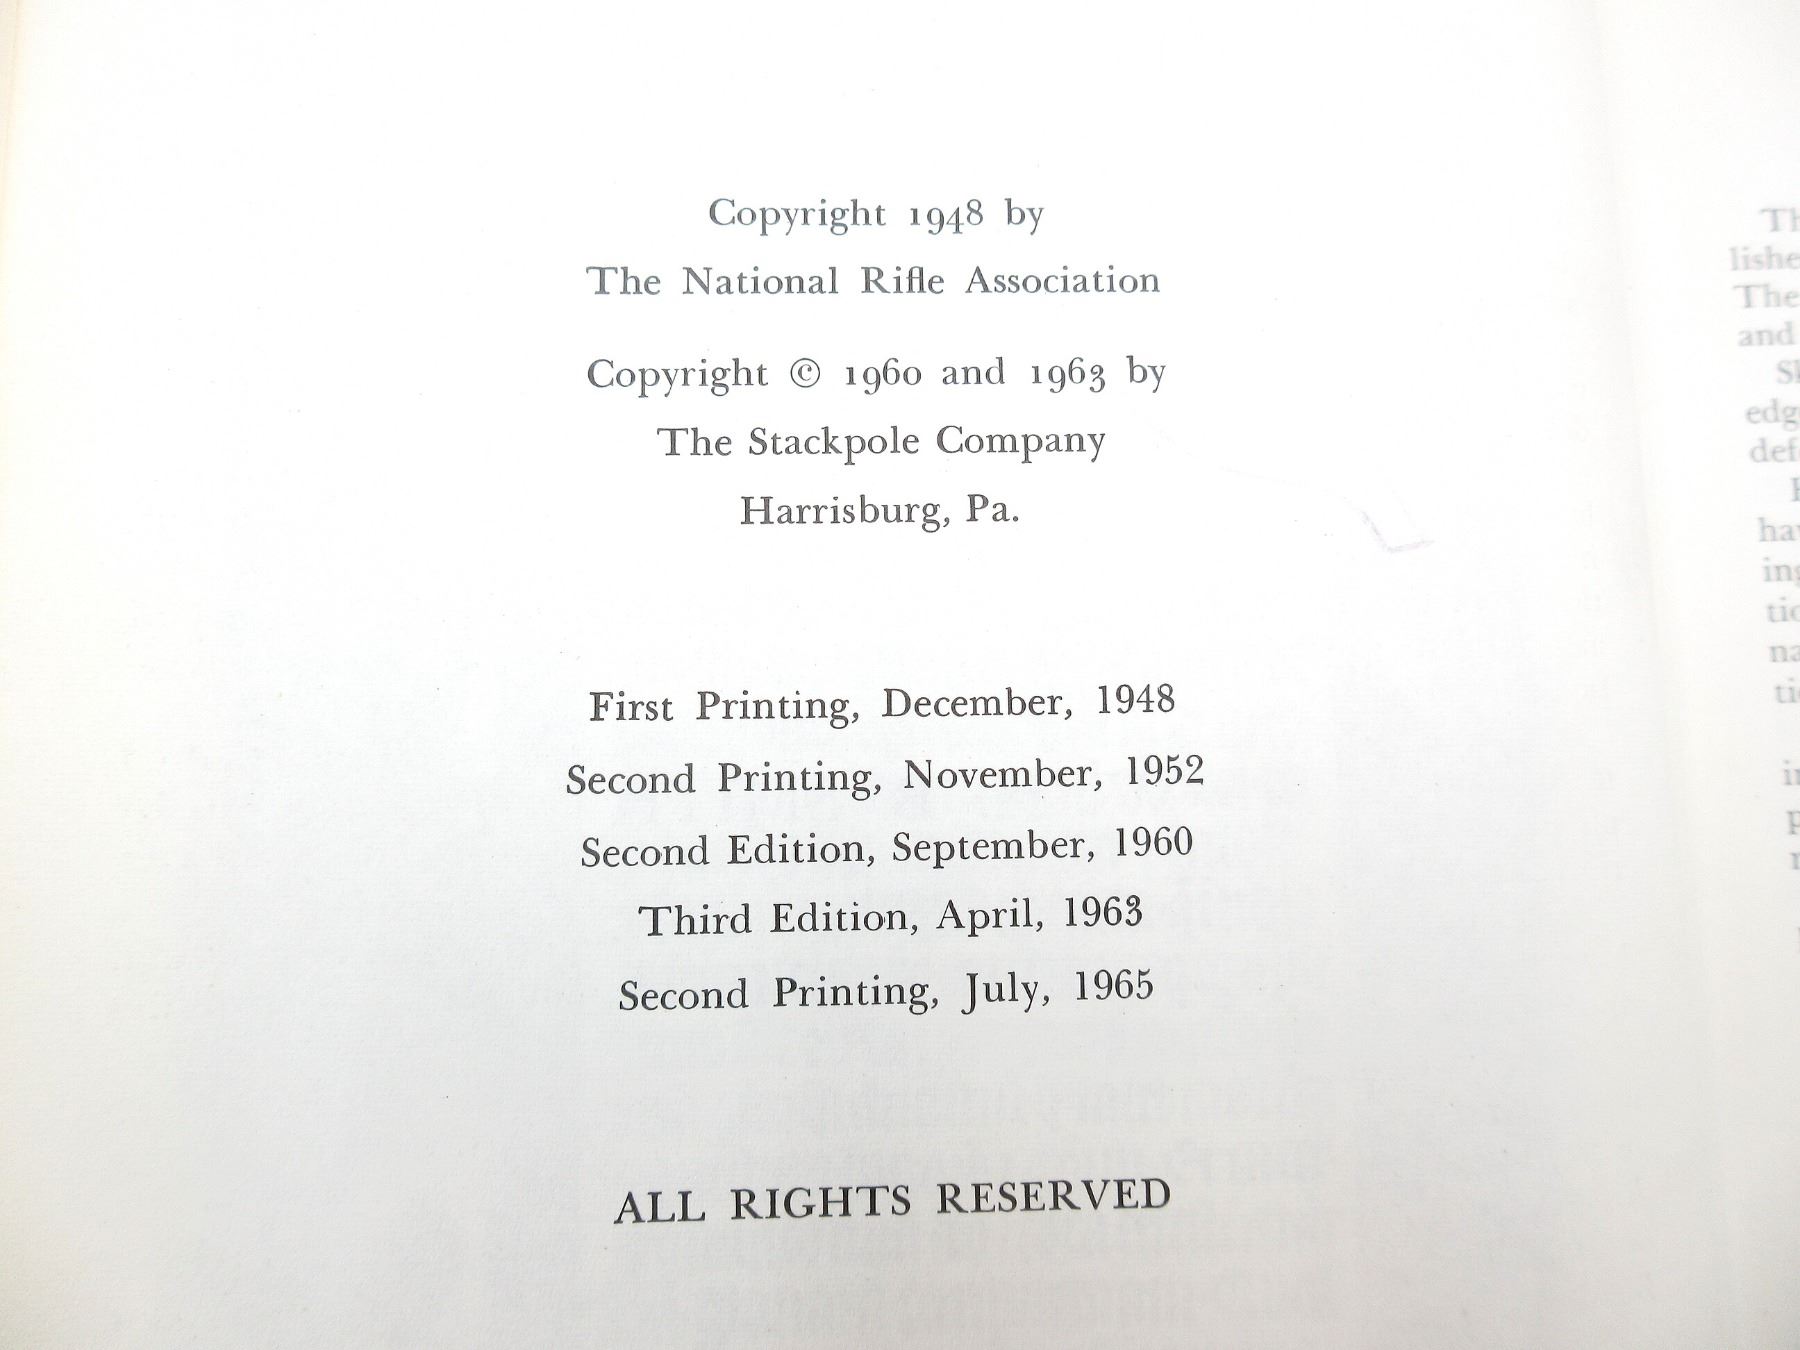 Copyright 1948 by
The National Rifle Association
Copyright © 1960 and 1963 by
The Stackpole Company
Harrisburg, Pa.
First Printing, December, 1948
Second Printing, November, 1952
Second Edition, September, 1960
Third Edition, April, 1963
Second Printing, July, 1965
ALL RIGHTS RESERVED
The
and